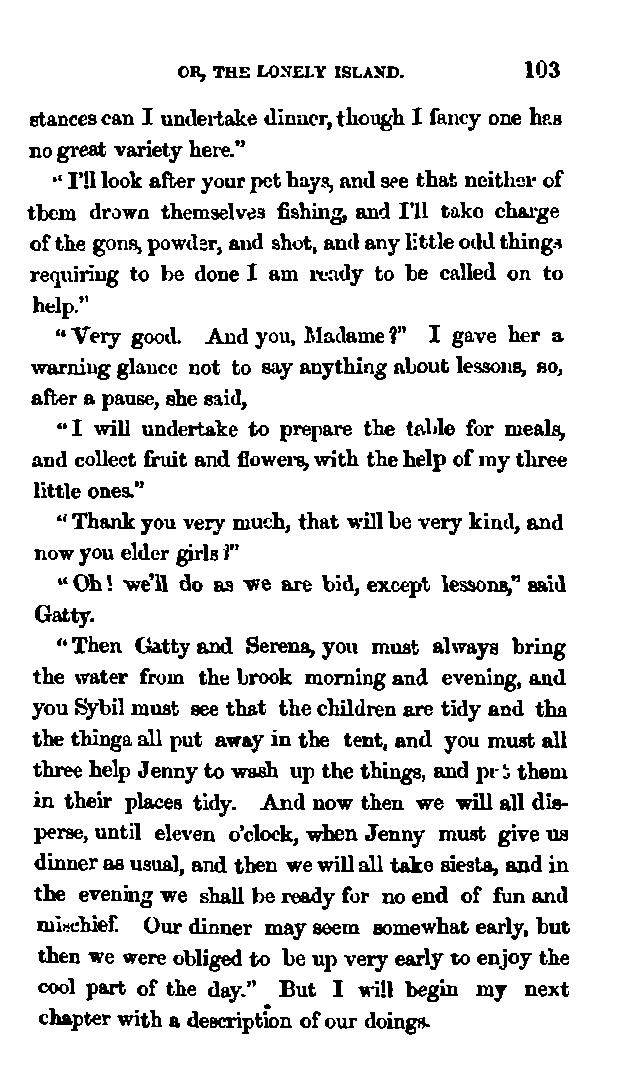 OR, THE LONELY ISLAND. 103
stances can I undertake dinner, though I fancy one has
no great variety here."
"I'll look after your pet hays, and see that neither of
tbem drown themselves fishing, and I'll take charge
of the gons, powder, and shot, and any little odd things
requiring to be done I am ready to be called on to
help."
"Very good. And you, Madame?" I gave her a
warning glance not to say anything about lessons, so,
after a pause, she said,
"I will undertake to prepare the table for meals,
and collect fruit and flowers, with the help of my three
little ones."
"Thank you very much, that will be very kind, and
now you elder girls?"
"Oh! we'll do as we are bid, except lessons," said
Gatty.
"Then Gatty and Serena, you must always bring
the water from the brook morning and evening, and
you Sybil must see that the children are tidy and tha
the thinga all put away in the tent, and you must all
three help Jenny to wash up the things, and put them
in their places tidy. And now then we will all dis-
perse, until eleven o'clock, when Jenny must give us
dinner as usual, and then we will all take siesta, and in
the evening we shall be ready for no end of fun and
mischief. Our dinner may seem somewhat early, but
then we were obliged to be up very early to enjoy the
cool part of the day." But I will begin my next
chapter with a description of our doings.